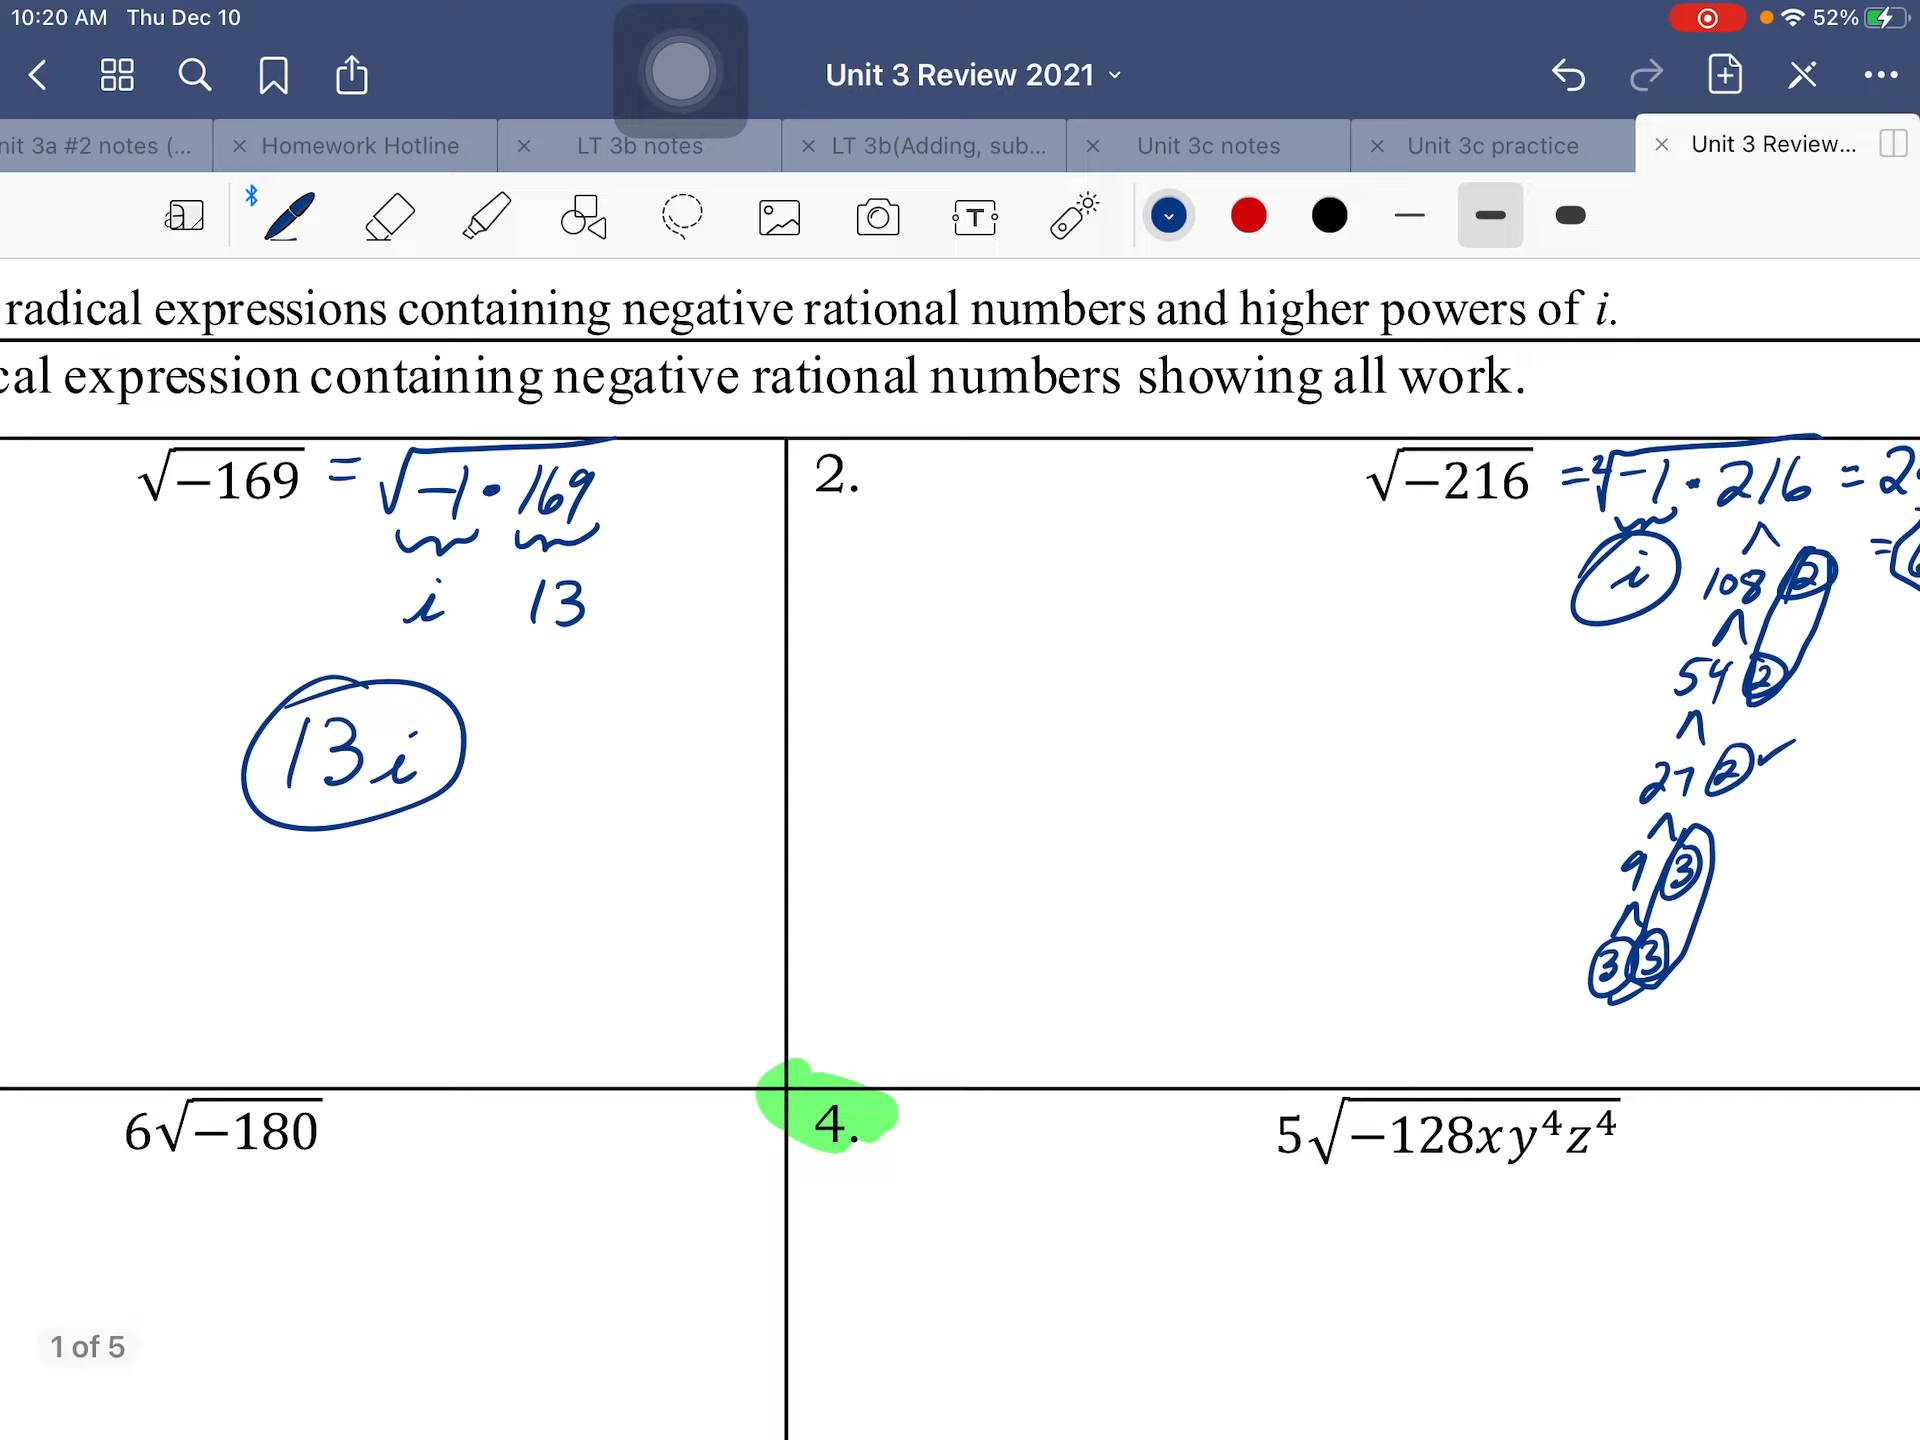 10:20 AM Thu Dec 10
52%
Unit 3 Review 2021
nit 3a #2 notes (...
Homework Hotline
LT 3b notes
LT 3b(Adding, sub...
Unit 3c notes
Unit 3c practice
Unit 3 Review...
radical expressions containing negative rational numbers and higher powers of i.
cal expression containing negative rational numbers showing all work.
√−169 = √−1 • 169
i 13
13i
2.
√−216 = ²√−1 • 216 = 2
i
108 2
=
54 2
27 2 ✓
9 3
3 3
6√−180
4.
5√−128xy⁴z⁴
1 of 5